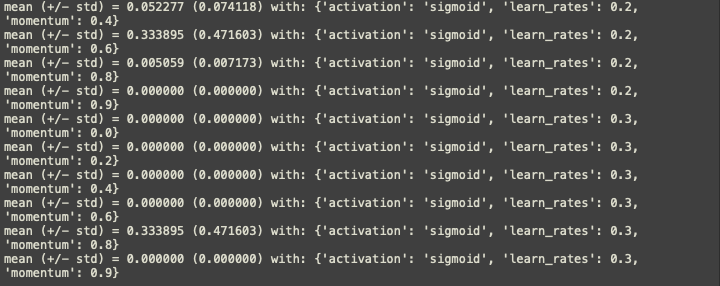 mean (+/- std) = 0.052277 (0.074118) with: {'activation': 'sigmoid', 'learn_rates': 0.2,
'momentum': 0.4}
mean (+/- std) = 0.333895 (0.471603) with: {'activation': 'sigmoid', 'learn_rates': 0.2,
'momentum': 0.6}
mean (+/- std) = 0.005059 (0.007173) with: {'activation': 'sigmoid', 'learn_rates': 0.2,
'momentum': 0.8}
mean (+/- std) = 0.000000 (0.000000) with: {'activation': 'sigmoid', 'learn_rates': 0.2,
'momentum': 0.9}
mean (+/- std) = 0.000000 (0.000000) with: {'activation': 'sigmoid', 'learn_rates': 0.3,
'momentum': 0.0}
mean (+/- std) = 0.000000 (0.000000) with: {'activation': 'sigmoid', 'learn_rates': 0.3,
'momentum': 0.2}
mean (+/- std) = 0.000000 (0.000000) with: {'activation': 'sigmoid', 'learn_rates': 0.3,
'momentum': 0.4}
mean (+/- std) = 0.000000 (0.000000) with: {'activation': 'sigmoid', 'learn_rates': 0.3,
'momentum': 0.6}
mean (+/- std) = 0.333895 (0.471603) with: {'activation': 'sigmoid', 'learn_rates': 0.3,
'momentum': 0.8}
mean (+/- std) = 0.000000 (0.000000) with: {'activation': 'sigmoid', 'learn_rates': 0.3,
'momentum': 0.9}